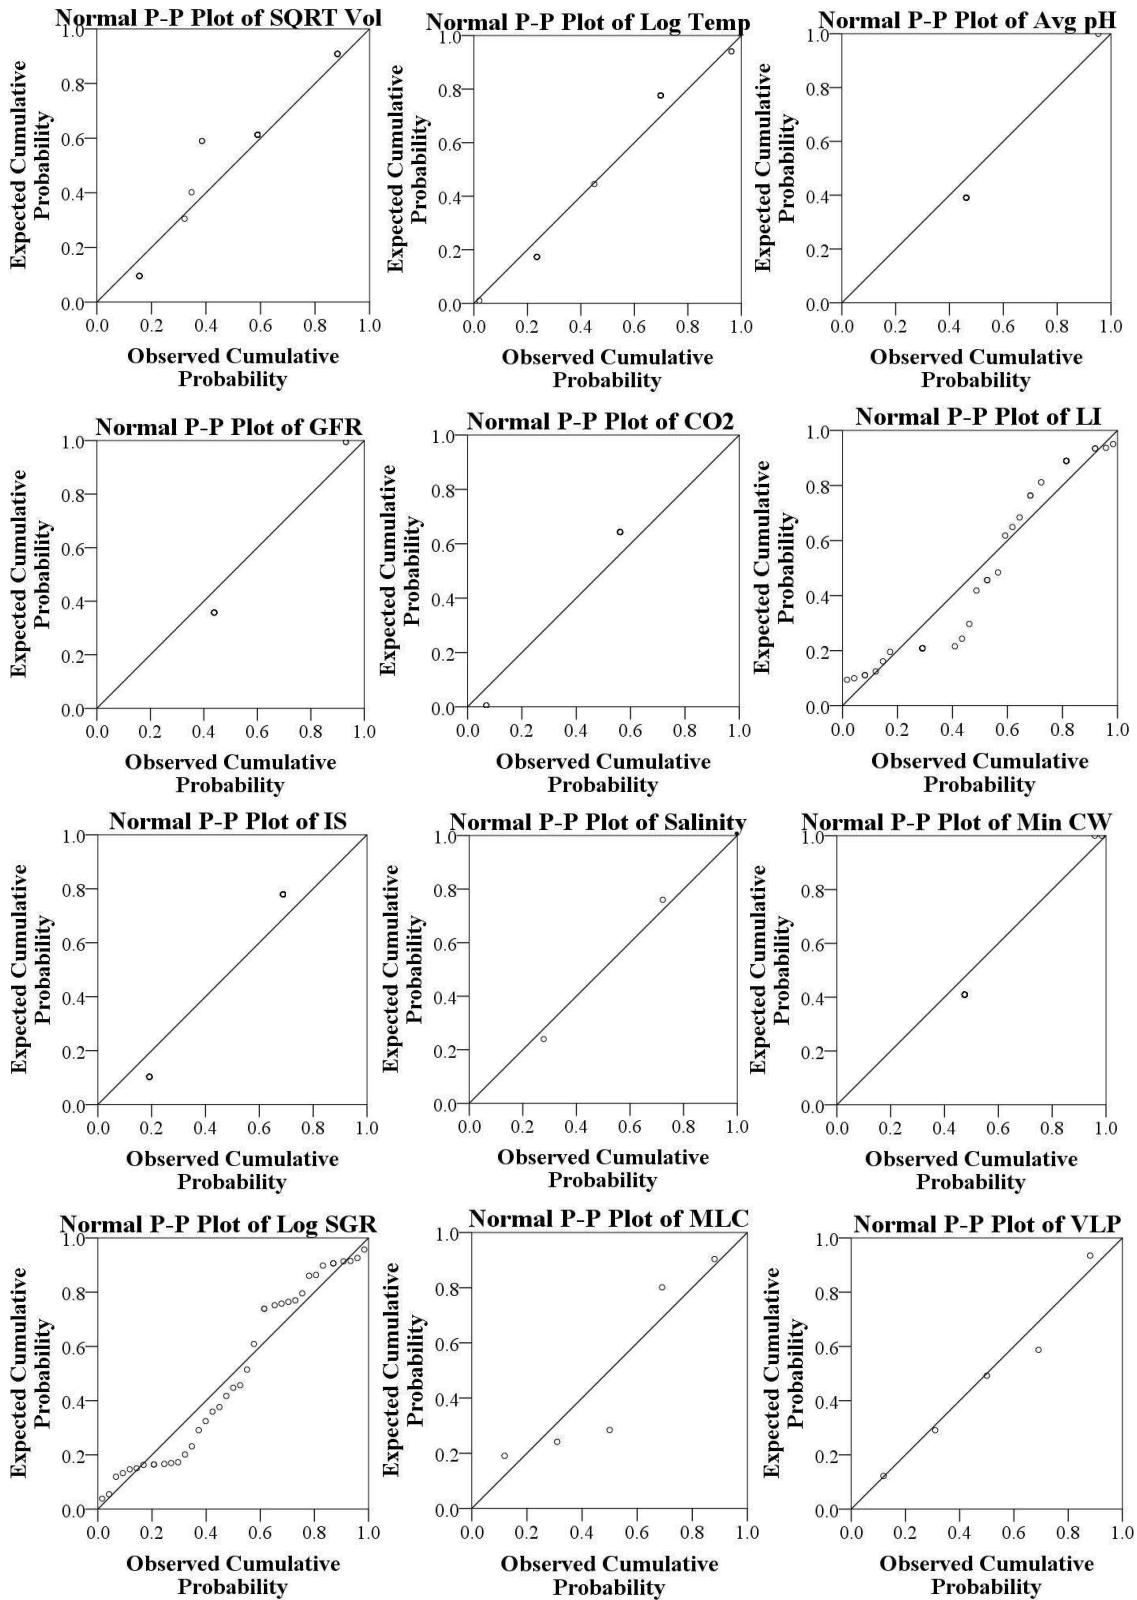 Normal P-P Plot of SQRT Vol
1.0
0.8
0.6
0.4
0.2
0.0
0.0 0.2 0.4 0.6 0.8 1.0
Expected Cumulative
Probability
Observed Cumulative
Probability
Normal P-P Plot of Log Temp
1.0
0.8
0.6
0.4
0.2
0.0
0.0 0.2 0.4 0.6 0.8 1.0
Expected Cumulative
Probability
Observed Cumulative
Probability
Normal P-P Plot of Avg pH
1.0
0.8
0.6
0.4
0.2
0.0
0.0 0.2 0.4 0.6 0.8 1.0
Expected Cumulative
Probability
Observed Cumulative
Probability
Normal P-P Plot of GFR
1.0
0.8
0.6
0.4
0.2
0.0
0.0 0.2 0.4 0.6 0.8 1.0
Expected Cumulative
Probability
Observed Cumulative
Probability
Normal P-P Plot of CO2
1.0
0.8
0.6
0.4
0.2
0.0
0.0 0.2 0.4 0.6 0.8 1.0
Expected Cumulative
Probability
Observed Cumulative
Probability
Normal P-P Plot of LI
1.0
0.8
0.6
0.4
0.2
0.0
0.0 0.2 0.4 0.6 0.8 1.0
Expected Cumulative
Probability
Observed Cumulative
Probability
Normal P-P Plot of IS
1.0
0.8
0.6
0.4
0.2
0.0
0.0 0.2 0.4 0.6 0.8 1.0
Expected Cumulative
Probability
Observed Cumulative
Probability
Normal P-P Plot of Salinity
1.0
0.8
0.6
0.4
0.2
0.0
0.0 0.2 0.4 0.6 0.8 1.0
Expected Cumulative
Probability
Observed Cumulative
Probability
Normal P-P Plot of Min CW
1.0
0.8
0.6
0.4
0.2
0.0
0.0 0.2 0.4 0.6 0.8 1.0
Expected Cumulative
Probability
Observed Cumulative
Probability
Normal P-P Plot of Log SGR
1.0
0.8
0.6
0.4
0.2
0.0
0.0 0.2 0.4 0.6 0.8 1.0
Expected Cumulative
Probability
Observed Cumulative
Probability
Normal P-P Plot of MLC
1.0
0.8
0.6
0.4
0.2
0.0
0.0 0.2 0.4 0.6 0.8 1.0
Expected Cumulative
Probability
Observed Cumulative
Probability
Normal P-P Plot of VLP
1.0
0.8
0.6
0.4
0.2
0.0
0.0 0.2 0.4 0.6 0.8 1.0
Expected Cumulative
Probability
Observed Cumulative
Probability